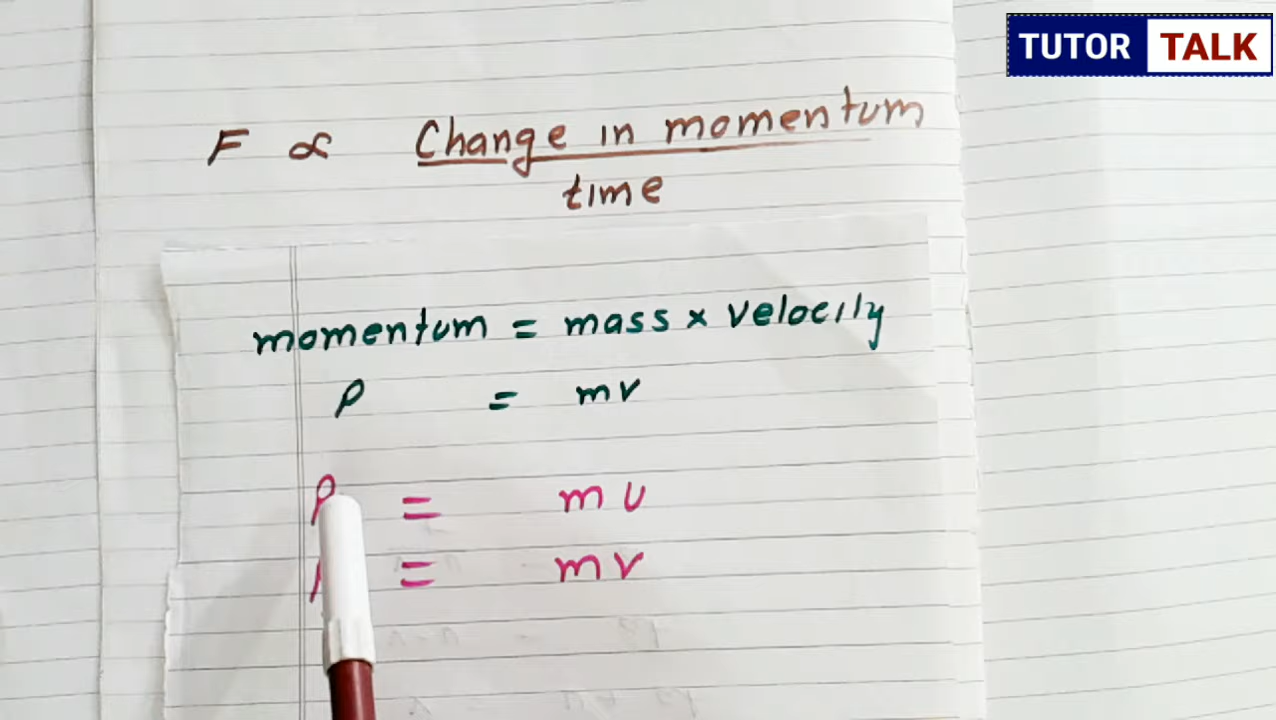 TUTOR TALK
F ∝ Change in momentum
time
momentum = mass × velocity
P = mv
P = mu
= mv